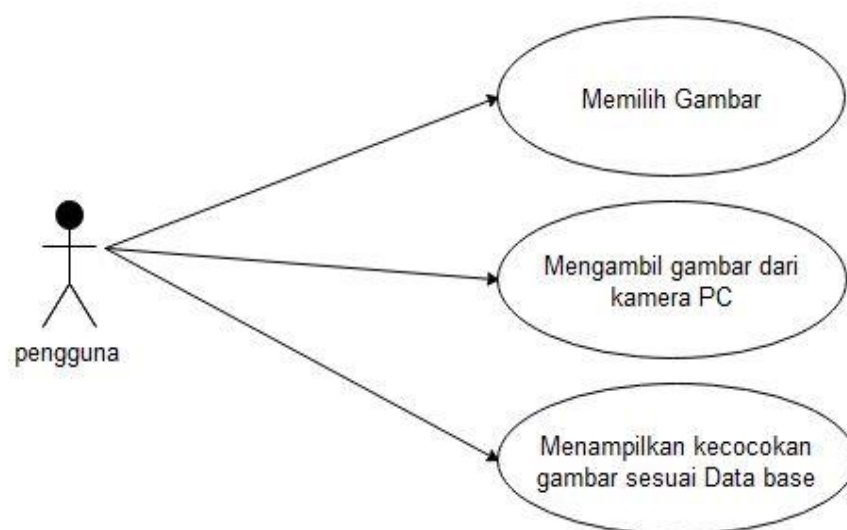 Memilih Gambar
Mengambil gambar dari
kamera PC
pengguna
Menampilkan kecocokan
gambar sesuai Data base